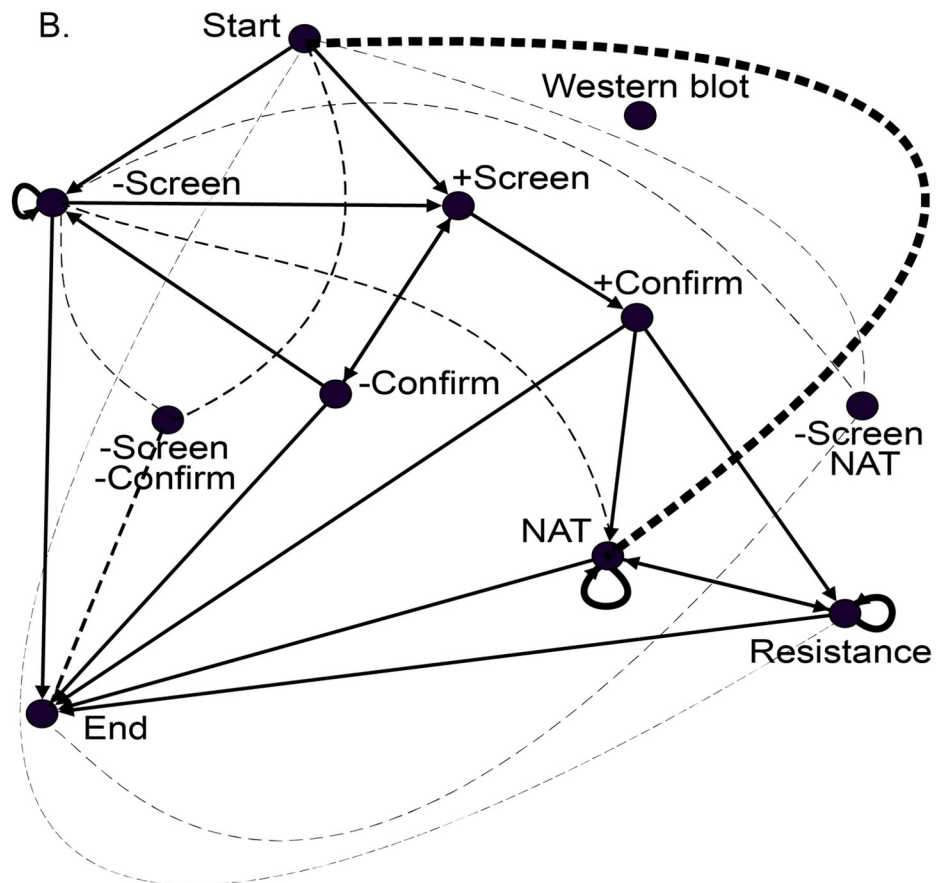 B.
Start
Western blot
-Screen
+Screen
+Confirm
-Confirm
-Screen
-Confirm
-Screen
NAT
NAT
Resistance
End